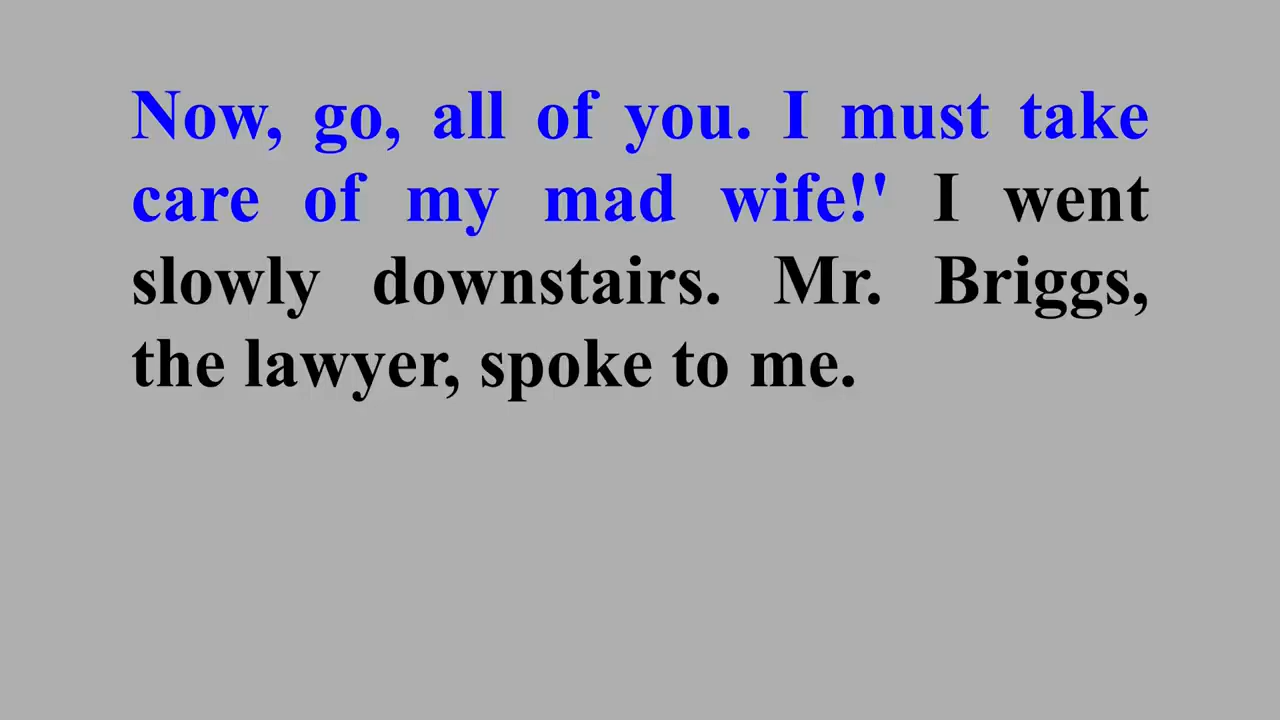 Now, go, all of you. I must take
care of my mad wife!' I went
slowly downstairs. Mr. Briggs,
the lawyer, spoke to me.